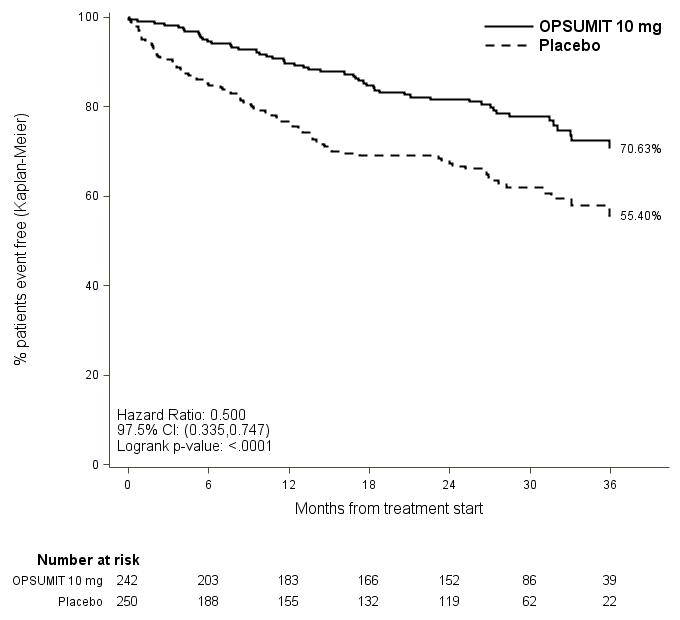 OPSUMIT 10 mg
Placebo
% patients event free (Kaplan-Meier)
100
80
60
40
20
0
70.63%
55.40%
Hazard Ratio: 0.500
97.5% CI: (0.335,0.747)
Logrank p-value: <.0001
0 6 12 18 24 30 36
Months from treatment start
Number at risk
OPSUMIT 10 mg 242 203 183 166 152 86 39
Placebo 250 188 155 132 119 62 22